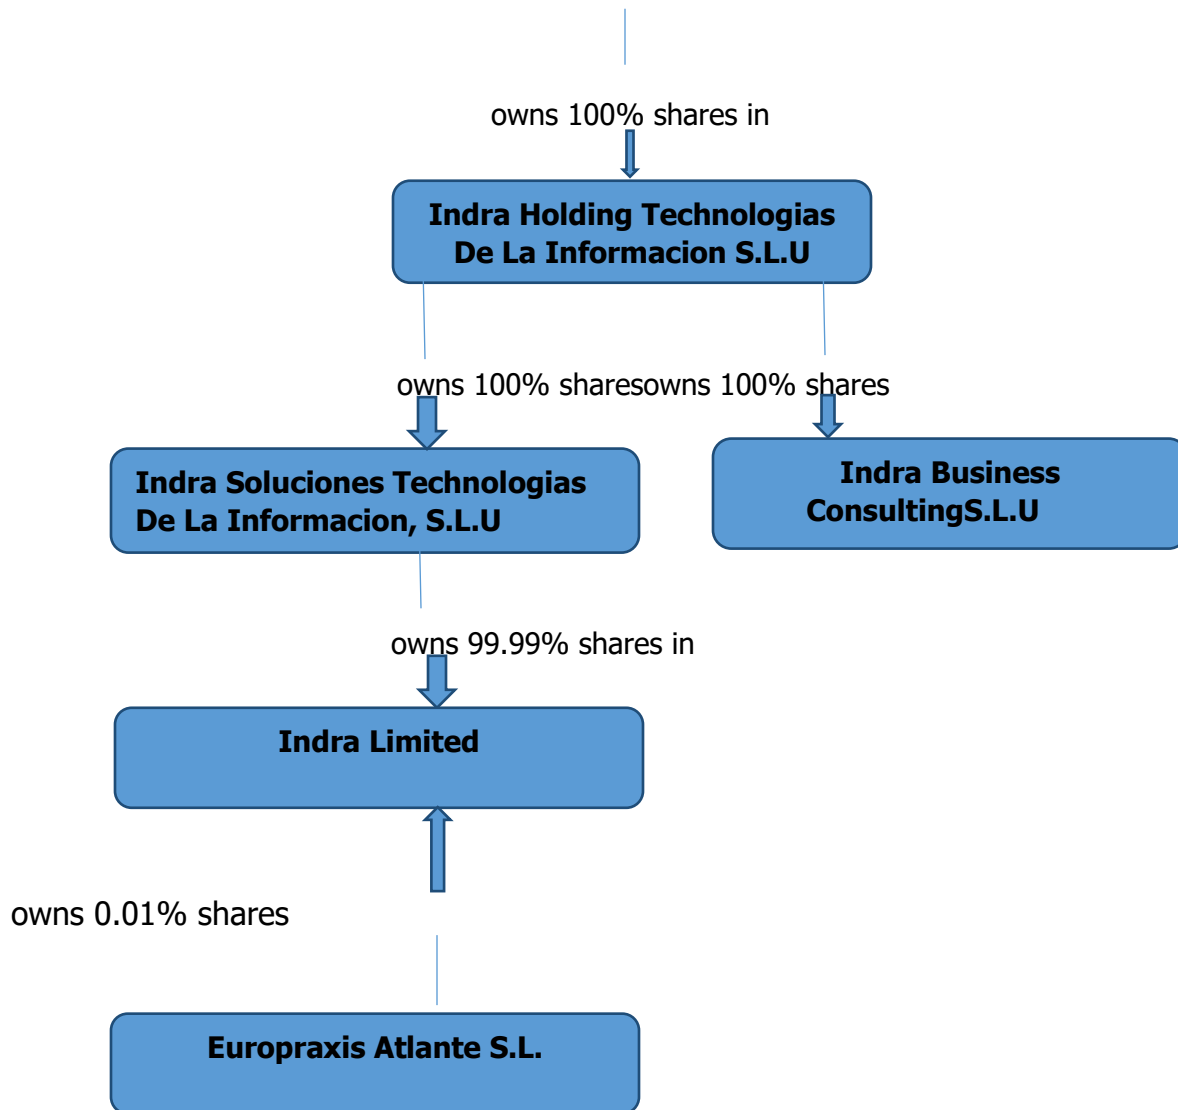 owns 100% shares in
Indra Holding Technologias
De La Informacion S.L.U
owns 100% sharesowns 100% shares
Indra Soluciones Technologias
De La Informacion, S.L.U
Indra Business
ConsultingS.L.U
owns 99.99% shares in
Indra Limited
owns 0.01% shares
Europraxis Atlante S.L.